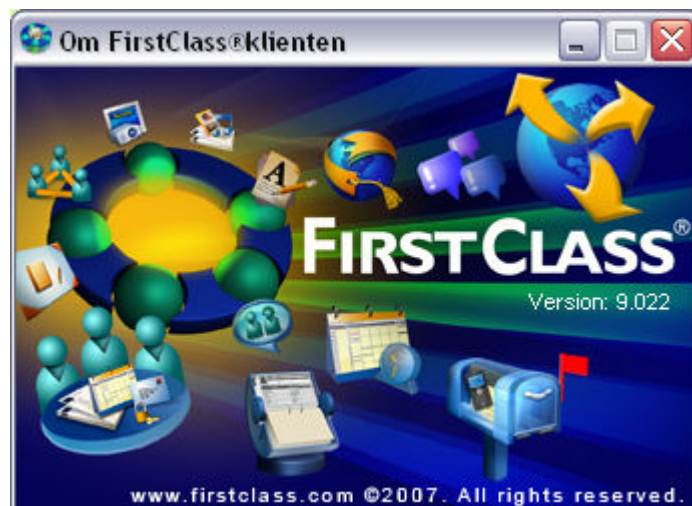 Om FirstClass®klienten
A
FIRSTCLASS®
Version: 9.022
www.firstclass.com ©2007. All rights reserved.